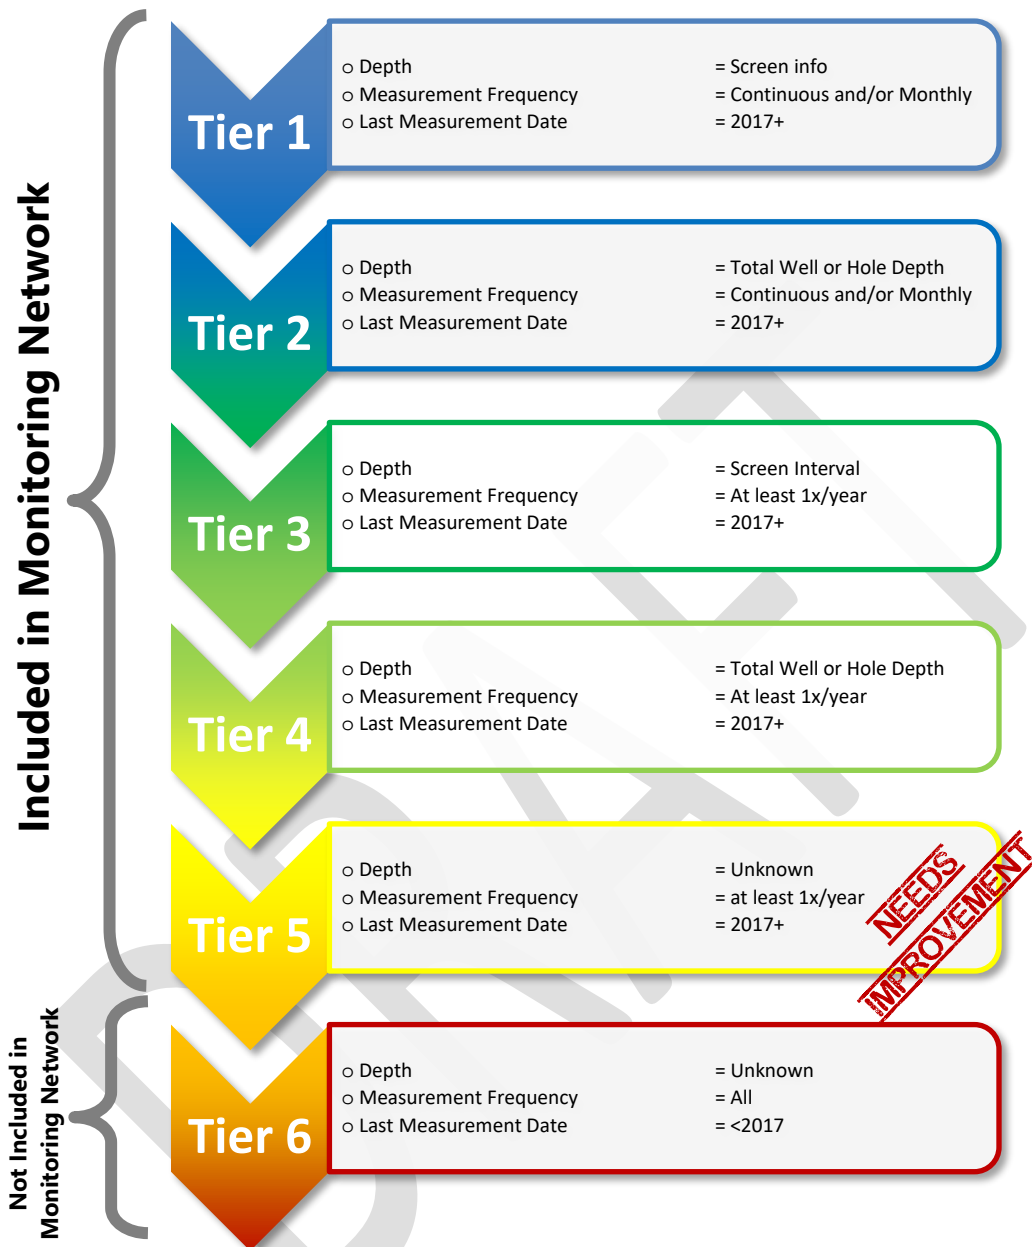 Included in Monitoring Network
Tier 1
o Depth = Screen info
o Measurement Frequency = Continuous and/or Monthly
o Last Measurement Date = 2017+
Tier 2
o Depth = Total Well or Hole Depth
o Measurement Frequency = Continuous and/or Monthly
o Last Measurement Date = 2017+
Tier 3
o Depth = Screen Interval
o Measurement Frequency = At least 1x/year
o Last Measurement Date = 2017+
Tier 4
o Depth = Total Well or Hole Depth
o Measurement Frequency = At least 1x/year
o Last Measurement Date = 2017+
Tier 5
o Depth = Unknown
o Measurement Frequency = at least 1x/year
o Last Measurement Date = 2017+
NEEDS
IMPROVEMENT
Not Included in
Monitoring Network
Tier 6
o Depth = Unknown
o Measurement Frequency = All
o Last Measurement Date = <2017
DRAFT